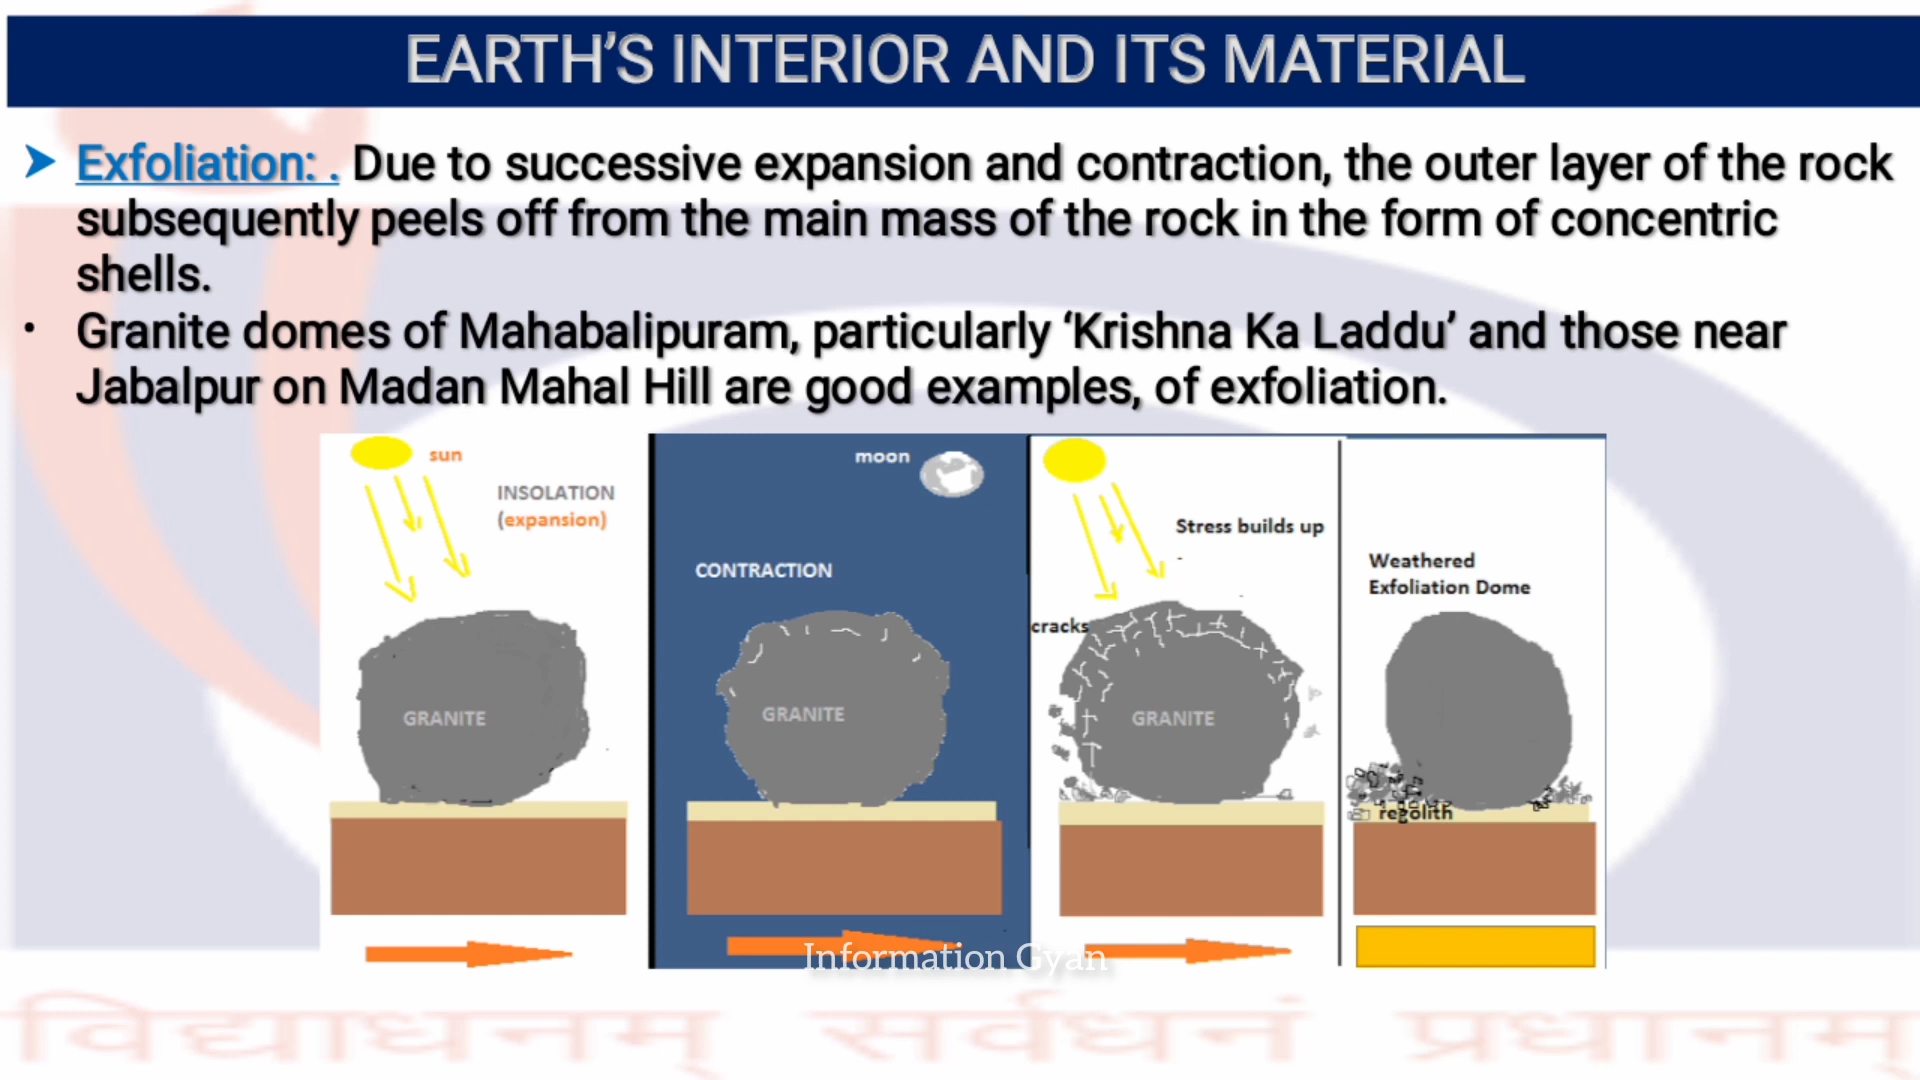 EARTH’S INTERIOR AND ITS MATERIAL
➤ Exfoliation: . Due to successive expansion and contraction, the outer layer of the rock
subsequently peels off from the main mass of the rock in the form of concentric
shells.
• Granite domes of Mahabalipuram, particularly ‘Krishna Ka Laddu’ and those near
Jabalpur on Madan Mahal Hill are good examples, of exfoliation.
sun
INSOLATION
(expansion)
GRANITE
moon
CONTRACTION
GRANITE
Stress builds up
-
cracks
GRANITE
Weathered
Exfoliation Dome
regolith
Information Gyan
विद्याधनम् सर्वधनं प्रधानम्